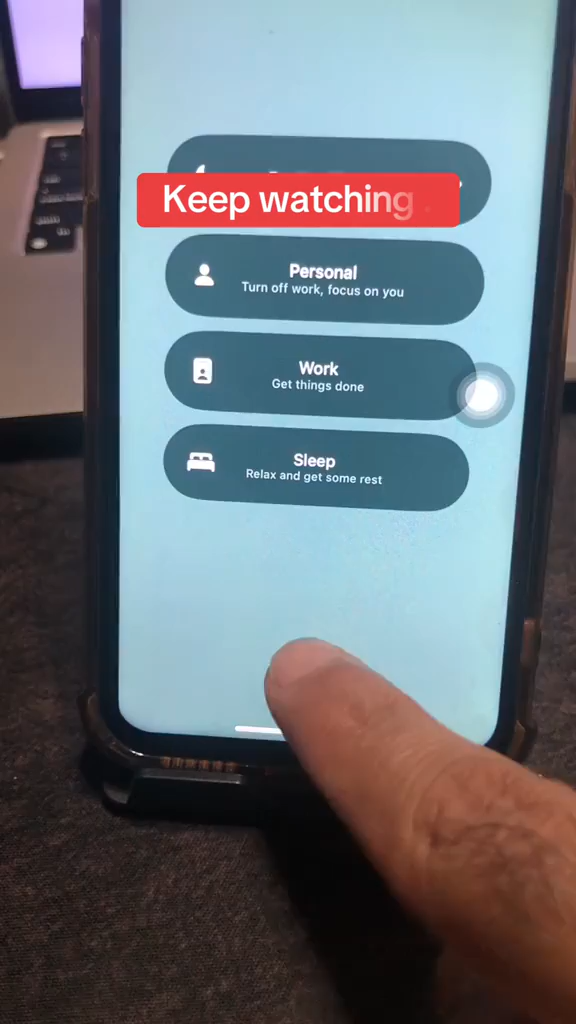 Keep watching .
Personal
Turn off work, focus on you
Work
Get things done
Sleep
Relax and get some rest